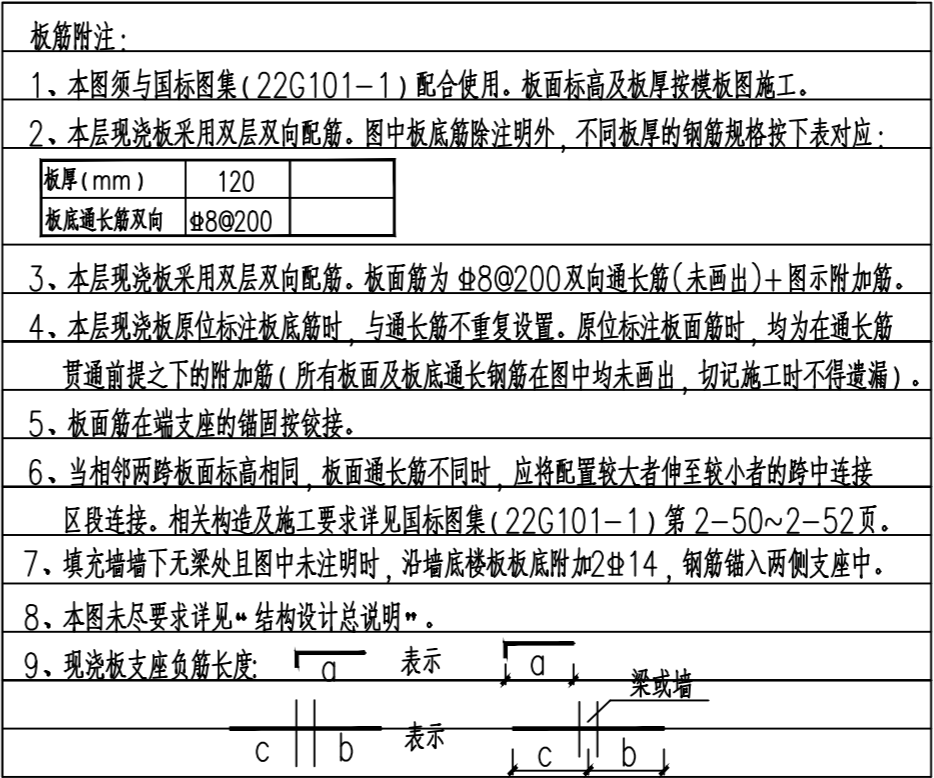 板筋附注:
1、本图须与国标图集(22G101-1)配合使用。板面标高及板厚按模板图施工。
2、本层现浇板采用双层双向配筋。图中板底筋除注明外,不同板厚的钢筋规格按下表对应:
板厚(mm) 120
板底通长筋双向 ⌀8@200
3、本层现浇板采用双层双向配筋。板面筋为 ⌀8@200双向通长筋(未画出)+图示附加筋。
4、本层现浇板原位标注板底筋时,与通长筋不重复设置。原位标注板面筋时,均为在通长筋
贯通前提之下的附加筋(所有板面及板底通长钢筋在图中均未画出,切记施工时不得遗漏)。
5、板面筋在端支座的锚固按铰接。
6、当相邻两跨板面标高相同,板面通长筋不同时,应将配置较大者伸至较小者的跨中连接
区段连接。相关构造及施工要求详见国标图集(22G101-1)第2-50~2-52页。
7、填充墙墙下无梁处且图中未注明时,沿墙底楼板板底附加2⌀14,钢筋锚入两侧支座中。
8、本图未尽要求详见“结构设计总说明”。
9、现浇板支座负筋长度: a 表示 a
梁或墙
c b 表示 c b